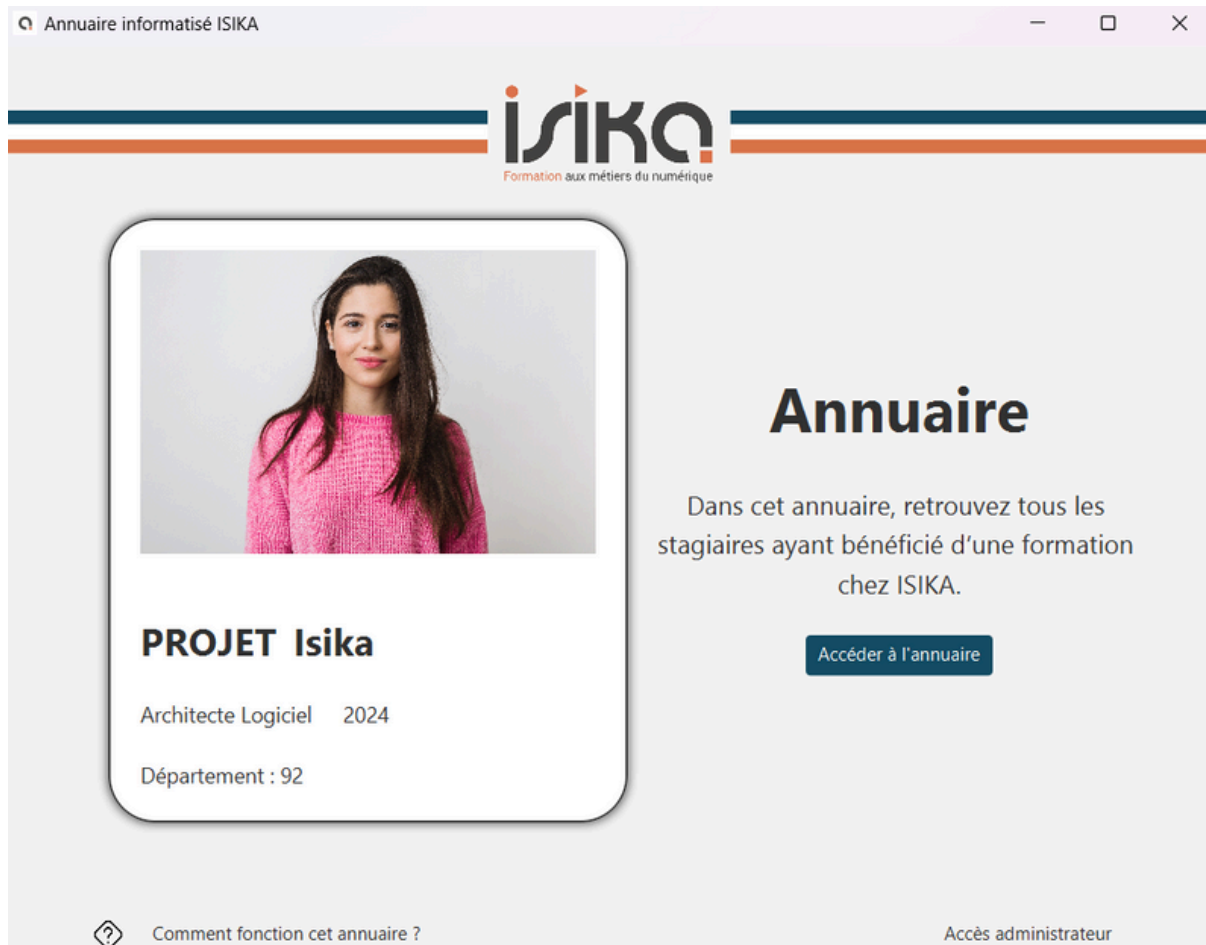 Annuaire informatisé ISIKA
isika
Formation aux métiers du numérique
PROJET Isika
Architecte Logiciel 2024
Département : 92
Annuaire
Dans cet annuaire, retrouvez tous les
stagiaires ayant bénéficié d'une formation
chez ISIKA.
Accéder à l'annuaire
Comment fonction cet annuaire ?
Accès administrateur